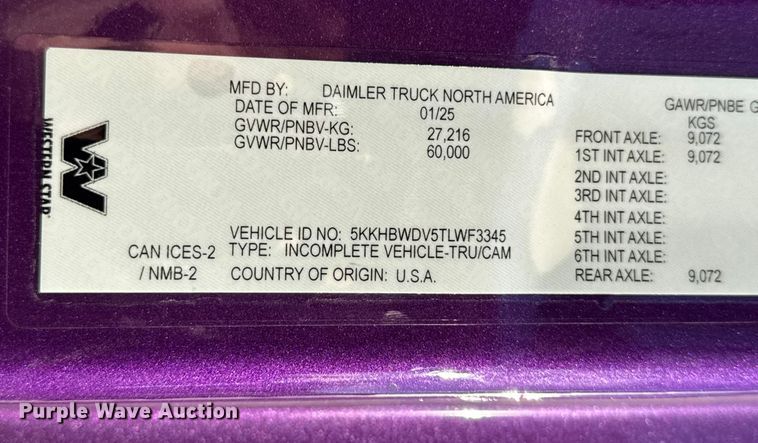 WESTERN STAR
MFD BY: DAIMLER TRUCK NORTH AMERICA
DATE OF MFR: 01/25
GVWR/PNBV-KG: 27,216
GVWR/PNBV-LBS: 60,000
VEHICLE ID NO: 5KKHBWDV5TLWF3345
CAN ICES-2 TYPE: INCOMPLETE VEHICLE-TRU/CAM
/ NMB-2 COUNTRY OF ORIGIN: U.S.A.
GAWR/PNBE G
KGS
FRONT AXLE: 9,072
1ST INT AXLE: 9,072
2ND INT AXLE:
3RD INT AXLE:
4TH INT AXLE:
5TH INT AXLE:
6TH INT AXLE:
REAR AXLE: 9,072
Purple Wave Auction